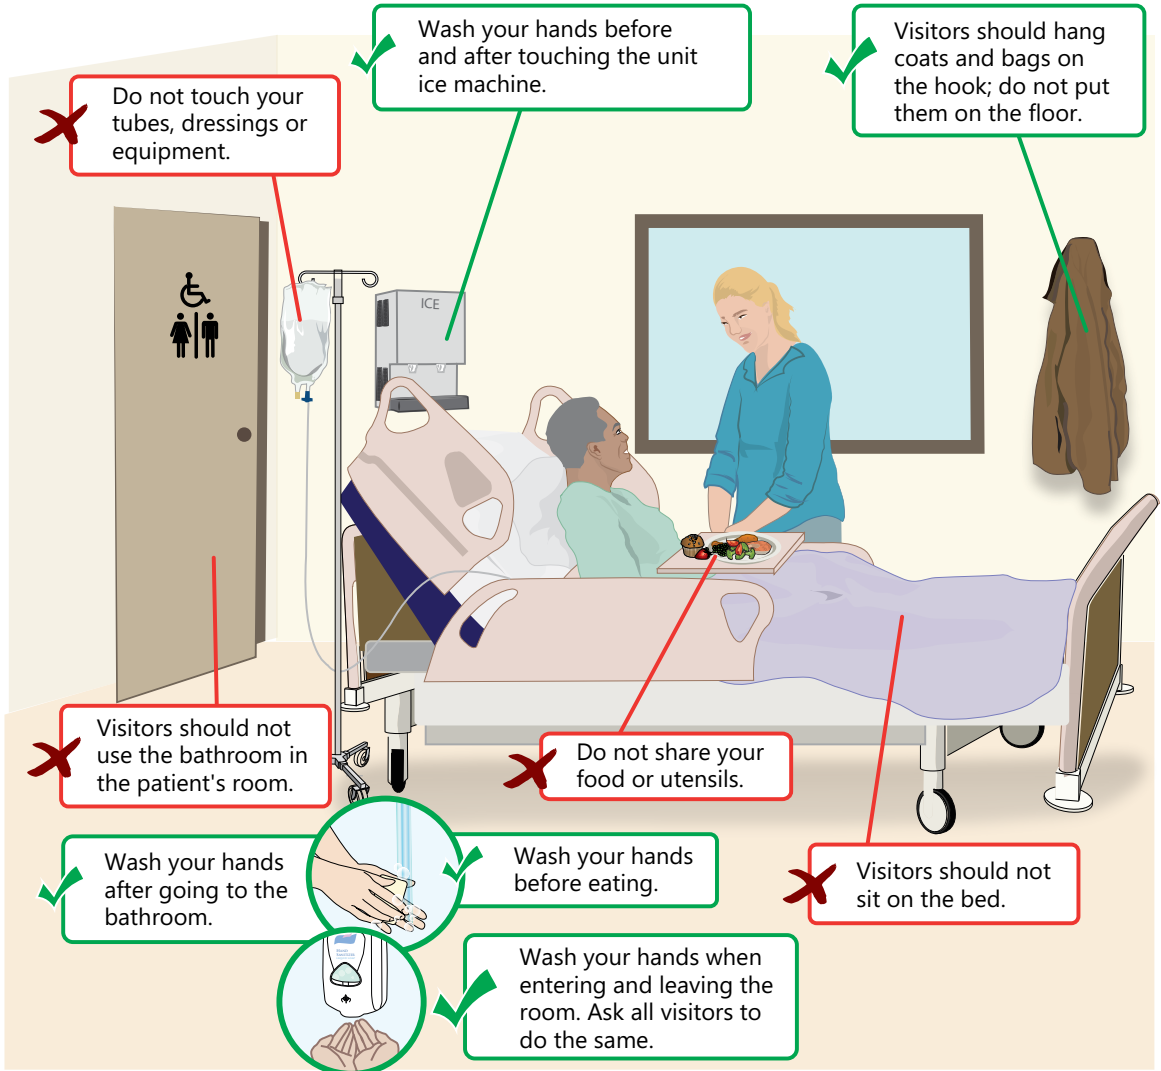 Wash your hands before
and after touching the unit
ice machine.
Visitors should hang
coats and bags on
the hook; do not put
them on the floor.
Do not touch your
tubes, dressings or
equipment.
ICE
Visitors should not
use the bathroom in
the patient's room.
Do not share your
food or utensils.
Wash your hands
after going to the
bathroom.
Wash your hands
before eating.
Visitors should not
sit on the bed.
Wash your hands when
entering and leaving the
room. Ask all visitors to
do the same.